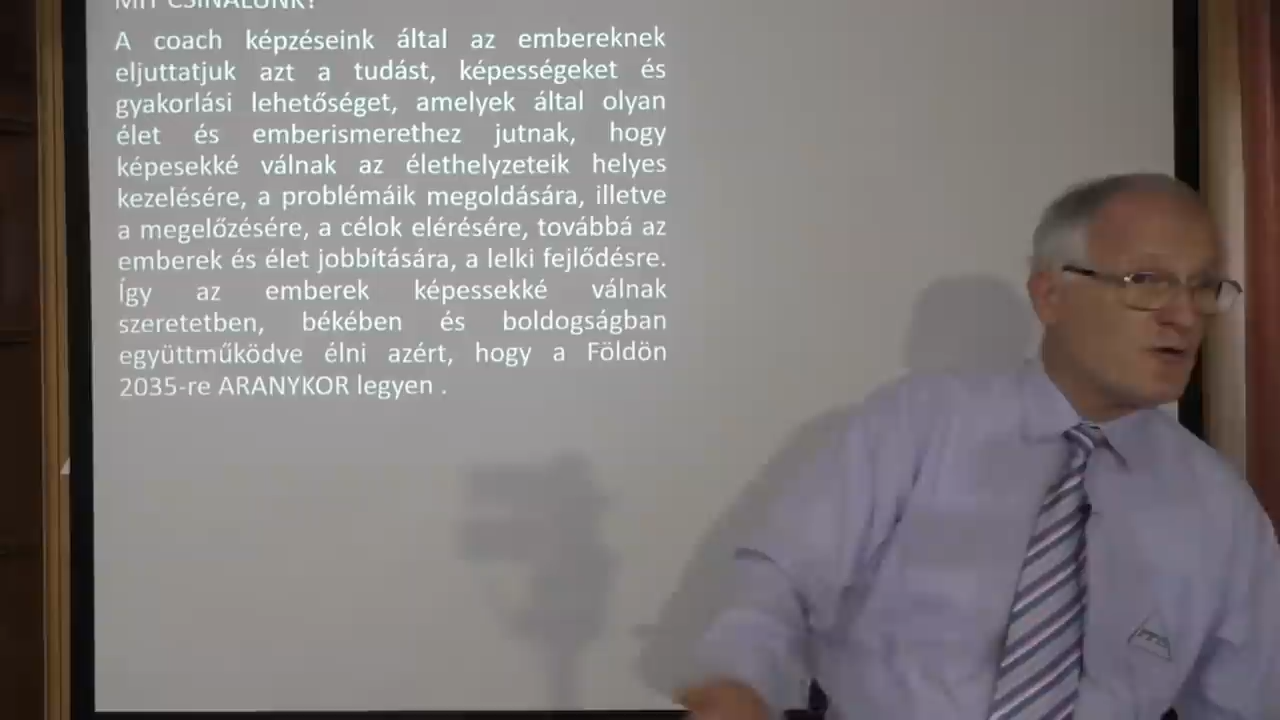 MIT CSINÁLUNK?
A coach képzéseink által az embereknek
eljuttatjuk azt a tudást, képességeket és
gyakorlási lehetőséget, amelyek által olyan
élet és emberismerethez jutnak, hogy
képesekké válnak az élethelyzeteik helyes
kezelésére, a problémáik megoldására, illetve
a megelőzésére, a célok elérésére, továbbá az
emberek és élet jobbítására, a lelki fejlődésre.
Így az emberek képessekké válnak
szeretetben, békében és boldogságban
együttműködve élni azért, hogy a Földön
2035-re ARANYKOR legyen .